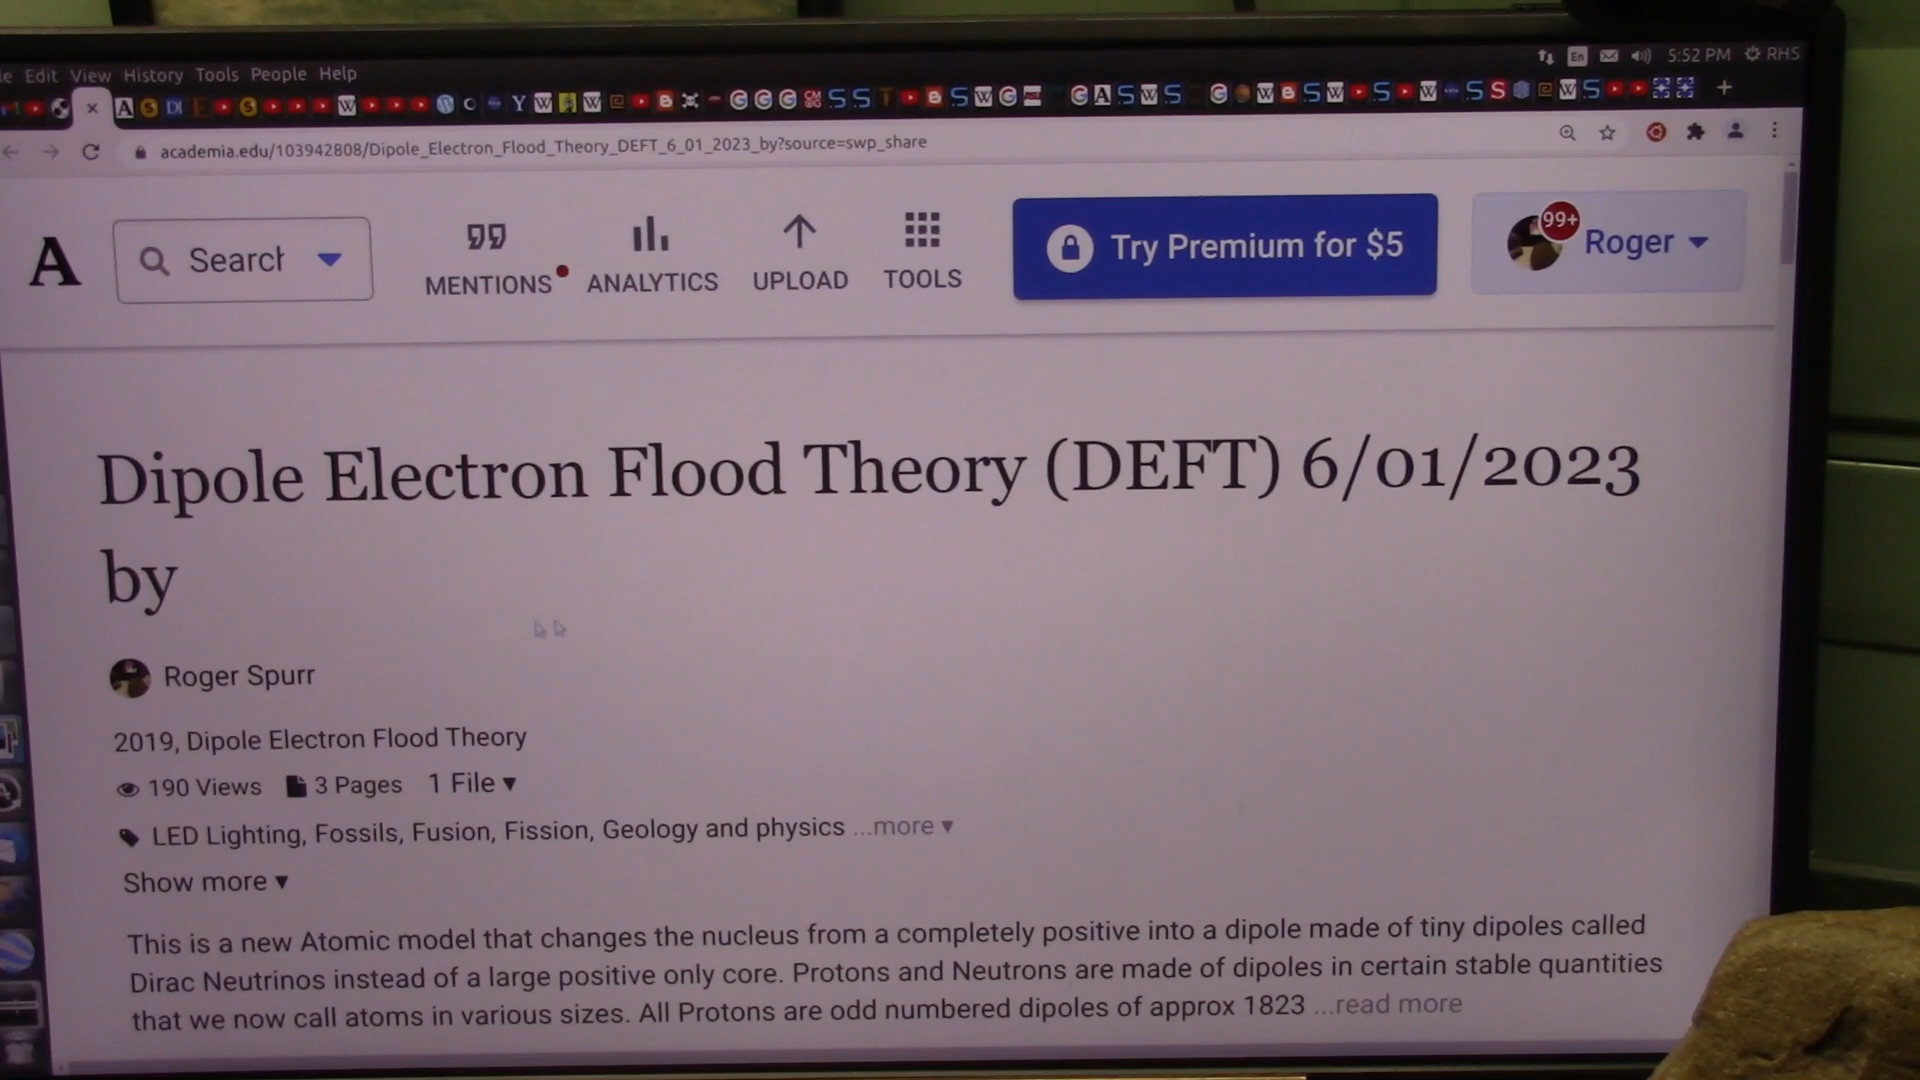 Edit View History Tools People Help
5:52 PM RHS
academia.edu/103942808/Dipole_Electron_Flood_Theory_DEFT_6_01_2023_by?source=swp_share
A Search MENTIONS ANALYTICS UPLOAD TOOLS Try Premium for $5 99+ Roger
Dipole Electron Flood Theory (DEFT) 6/01/2023
by
Roger Spurr
2019, Dipole Electron Flood Theory
190 Views 3 Pages 1 File
LED Lighting, Fossils, Fusion, Fission, Geology and physics ...more
Show more
This is a new Atomic model that changes the nucleus from a completely positive into a dipole made of tiny dipoles called
Dirac Neutrinos instead of a large positive only core. Protons and Neutrons are made of dipoles in certain stable quantities
that we now call atoms in various sizes. All Protons are odd numbered dipoles of approx 1823 ...read more